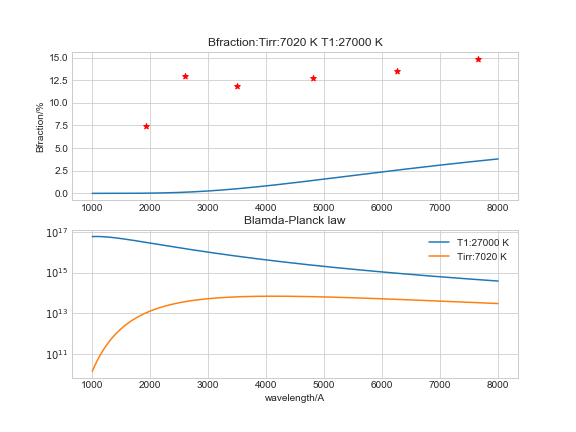 Bfraction:Tirr:7020 K T1:27000 K
15.0
12.5
10.0
7.5
5.0
2.5
0.0
Bfraction/%
1000 2000 3000 4000 5000 6000 7000 8000
Blamda-Planck law
10^17
10^15
10^13
10^11
T1:27000 K
Tirr:7020 K
1000 2000 3000 4000 5000 6000 7000 8000
wavelength/A